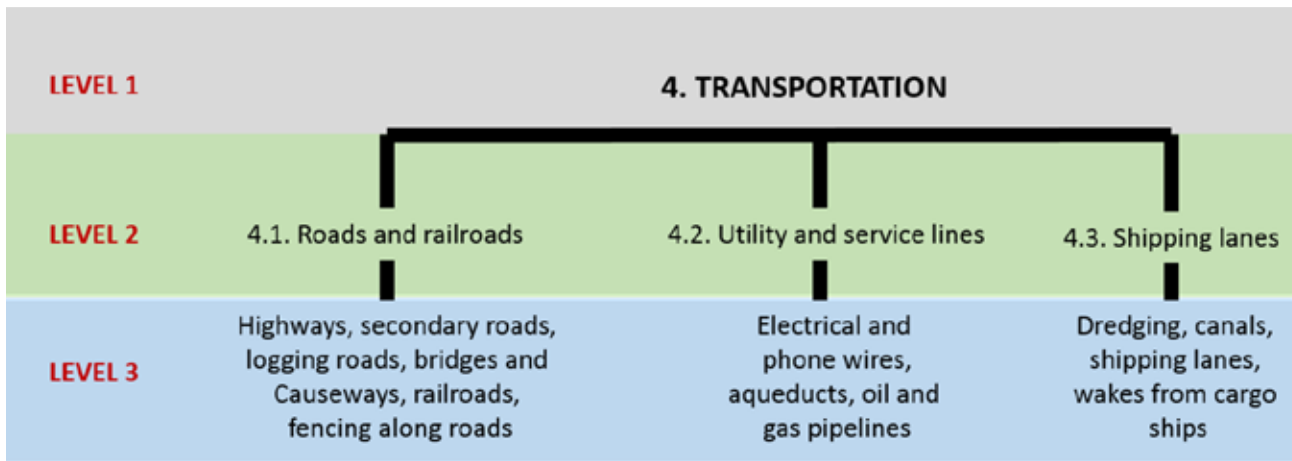 LEVEL 1
4. TRANSPORTATION
LEVEL 2
4.1. Roads and railroads
4.2. Utility and service lines
4.3. Shipping lanes
LEVEL 3
Highways, secondary roads,
logging roads, bridges and
Causeways, railroads,
fencing along roads
Electrical and
phone wires,
aqueducts, oil and
gas pipelines
Dredging, canals,
shipping lanes,
wakes from cargo
ships